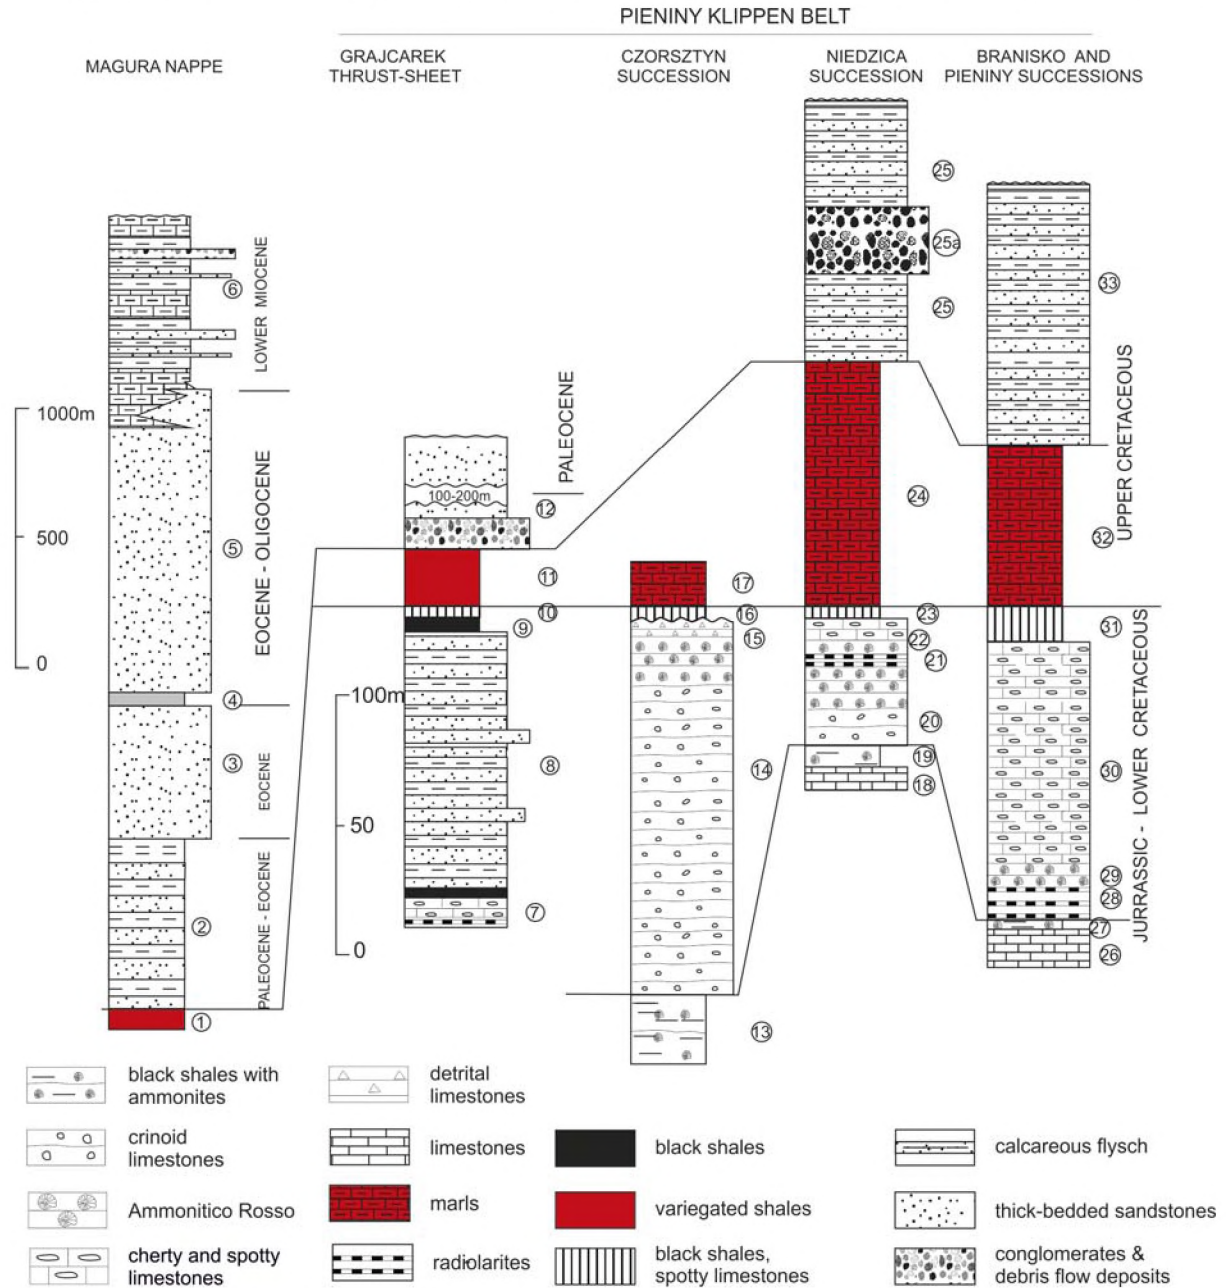 PIENINY KLIPPEN BELT
MAGURA NAPPE
GRAJCAREK
THRUST-SHEET
CZORSZTYN
SUCCESSION
NIEDZICA
SUCCESSION
BRANISKO AND
PIENINY SUCCESSIONS
1000m
500
0
6
5
4
3
2
1
LOWER MIOCENE
EOCENE - OLIGOCENE
EOCENE
PALEOCENE - EOCENE
PALEOCENE
100-200m
12
11
10
9
8
7
100m
50
0
17
16
15
14
13
25
25a
25
24
23
22
21
20
19
18
33
32
31
30
29
28
27
26
UPPER CRETACEOUS
JURRASSIC - LOWER CRETACEOUS
black shales with
ammonites
crinoid
limestones
Ammonitico Rosso
cherty and spotty
limestones
detrital
limestones
limestones
marls
radiolarites
black shales
variegated shales
black shales,
spotty limestones
calcareous flysch
thick-bedded sandstones
conglomerates &
debris flow deposits